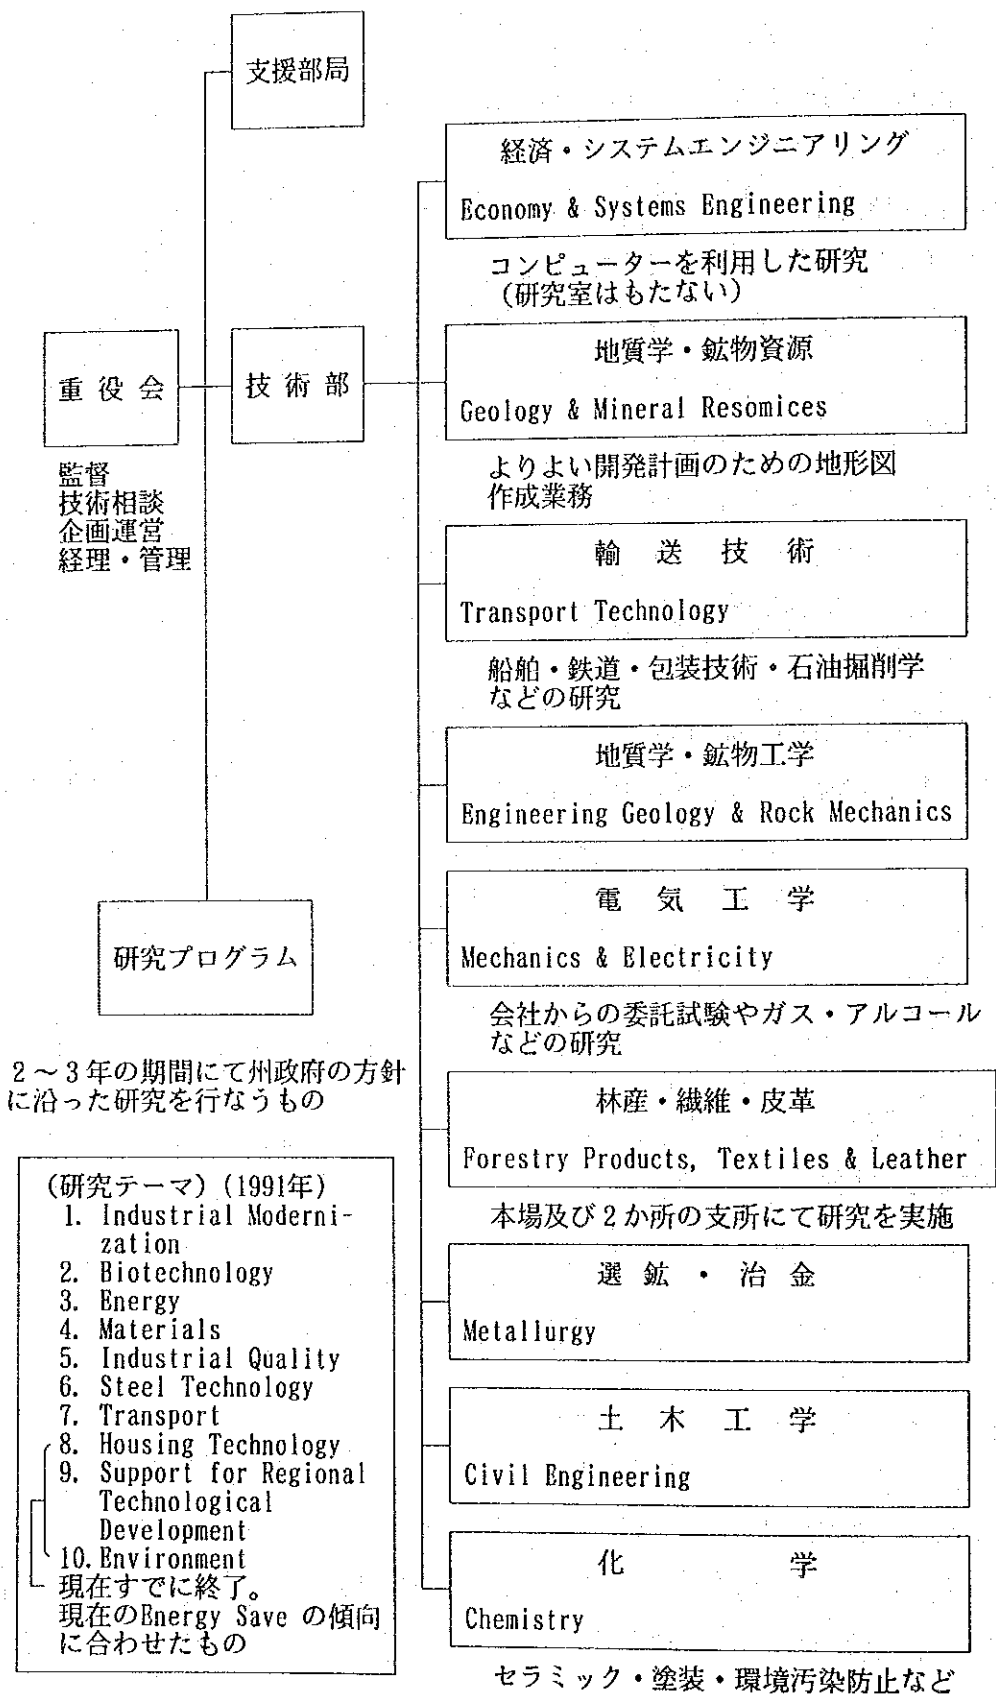 支援部局
経済・システムエンジニアリング
Economy & Systems Engineering
コンピューターを利用した研究
(研究室はもたない)
重役会
技術部
監督
技術相談
企画運営
経理・管理
地質学・鉱物資源
Geology & Mineral Resomices
よりよい開発計画のための地形図
作成業務
輸送技術
Transport Technology
船舶・鉄道・包装技術・石油掘削学
などの研究
地質学・鉱物工学
Engineering Geology & Rock Mechanics
電気工学
Mechanics & Electricity
会社からの委託試験やガス・アルコール
などの研究
林産・繊維・皮革
Forestry Products, Textiles & Leather
本場及び2か所の支所にて研究を実施
選鉱・冶金
Metallurgy
土木工学
Civil Engineering
化学
Chemistry
セラミック・塗装・環境汚染防止など
研究プログラム
2～3年の期間にて州政府の方針
に沿った研究を行なうもの
(研究テーマ) (1991年)
1. Industrial Moderni-
zation
2. Biotechnology
3. Energy
4. Materials
5. Industrial Quality
6. Steel Technology
7. Transport
8. Housing Technology
9. Support for Regional
Technological
Development
10. Environment
現在すでに終了。
現在のEnergy Save の傾向
に合わせたもの